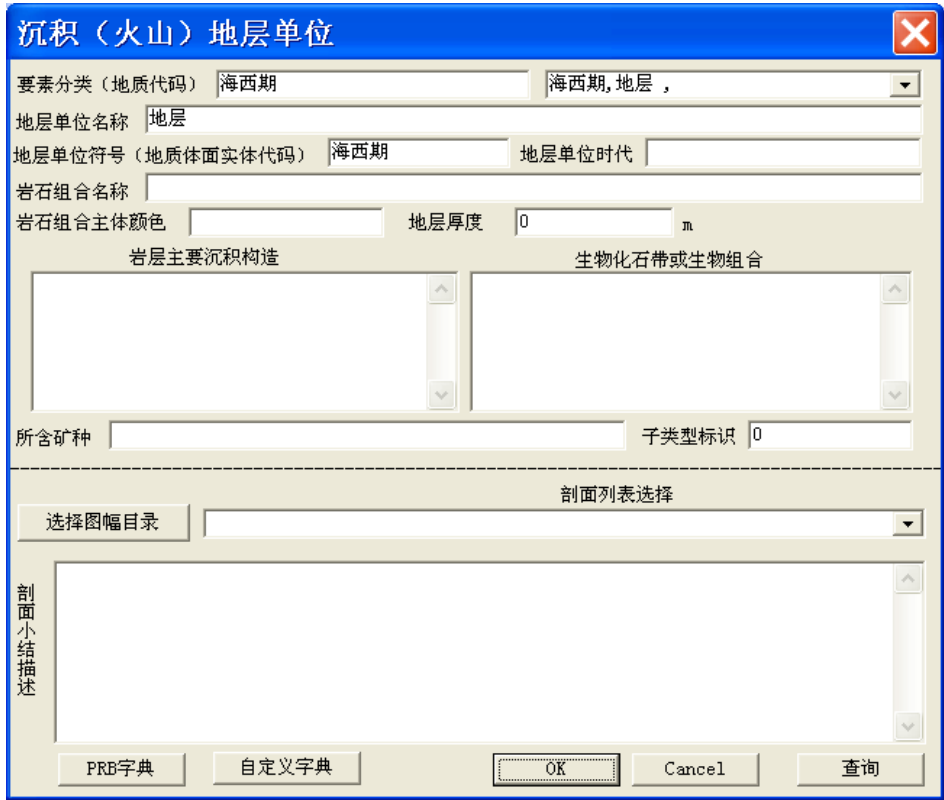 沉积（火山）地层单位
要素分类（地质代码） 海西期 海西期,地层 ,
地层单位名称 地层
地层单位符号（地质体面实体代码） 海西期 地层单位时代
岩石组合名称
岩石组合主体颜色 地层厚度 0 m
岩层主要沉积构造 生物化石带或生物组合
所含矿种 子类型标识 0
剖面列表选择
选择图幅目录
剖面小结描述
PRB字典 自定义字典 OK Cancel 查询